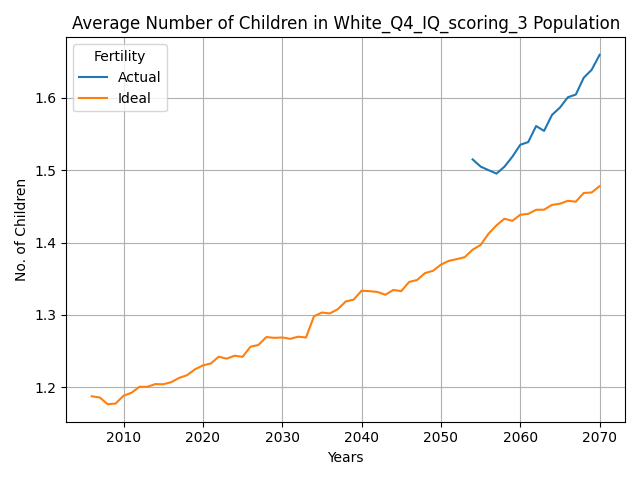 Average Number of Children in White_Q4_IQ_scoring_3 Population
Fertility
Actual
Ideal
No. of Children
1.6
1.5
1.4
1.3
1.2
2010 2020 2030 2040 2050 2060 2070
Years